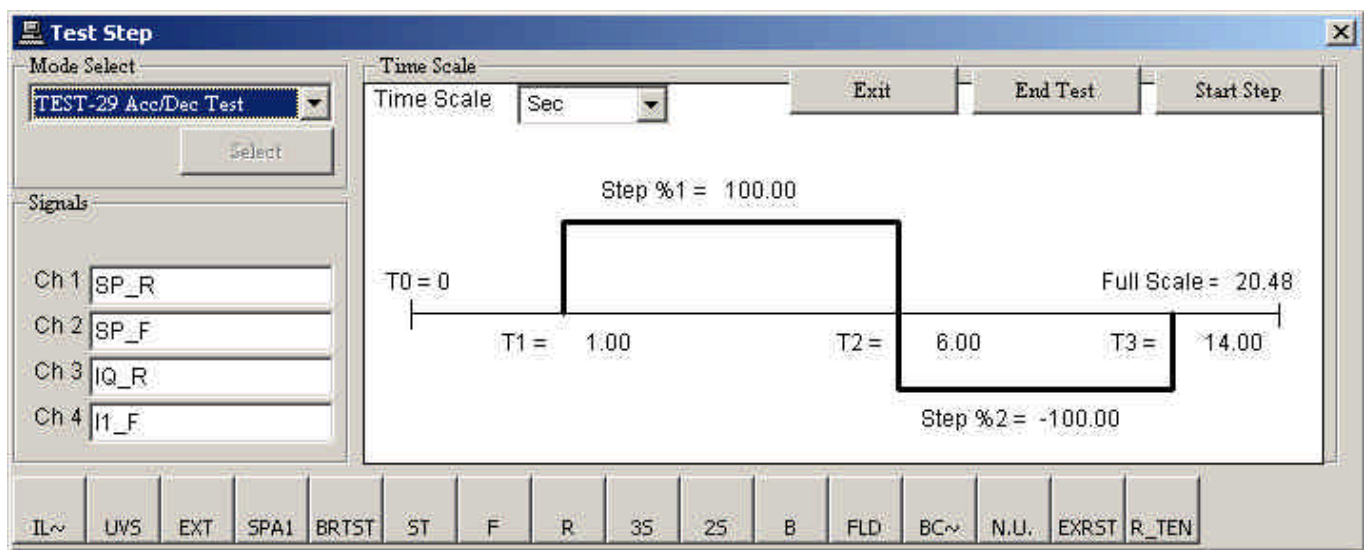 Test Step
Mode Select
TEST-29 Acc/Dec Test
Select
Signals
Ch 1 SP_R
Ch 2 SP_F
Ch 3 IQ_R
Ch 4 I1_F
Time Scale
Time Scale Sec
Exit
End Test
Start Step
Step %1 = 100.00
T0 = 0
Full Scale = 20.48
T1 = 1.00
T2 = 6.00
T3 = 14.00
Step %2 = -100.00
IL~ UVS EXT SPA1 BRTST ST F R 3S 2S B FLD BC~ N.U. EXRST R_TEN